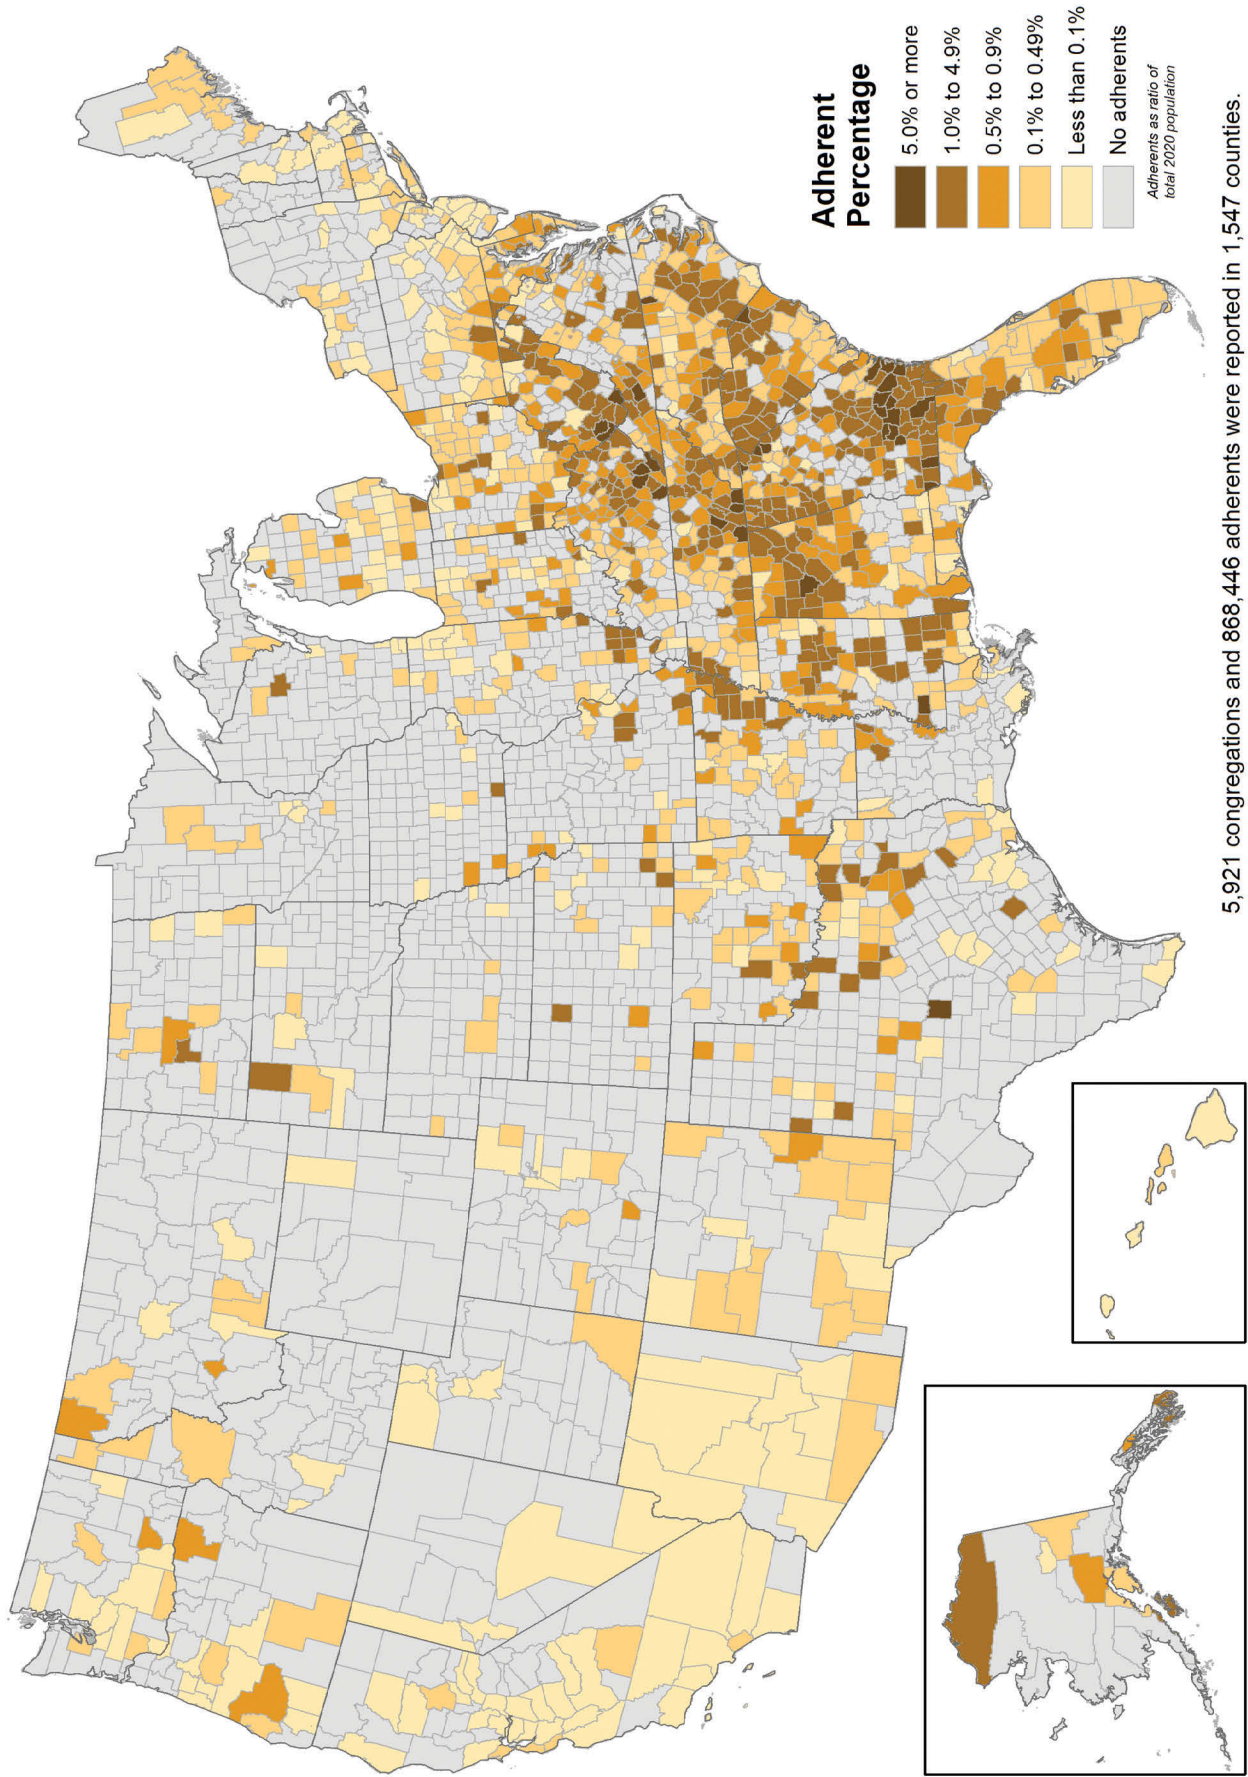 Adherent
Percentage
5.0% or more
1.0% to 4.9%
0.5% to 0.9%
0.1% to 0.49%
Less than 0.1%
No adherents
Adherents as ratio of
total 2020 population
5,921 congregations and 868,446 adherents were reported in 1,547 counties.